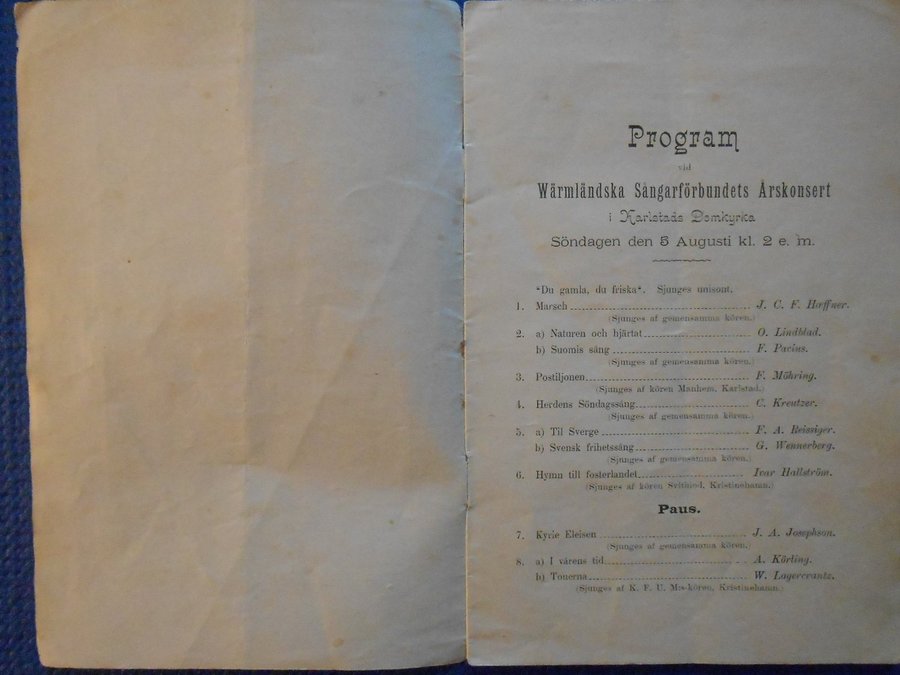 Program
vid
Wärmländska Sångarförbundets Årskonsert
i Karlstads Domkyrka
Söndagen den 5 Augusti kl. 2 e. m.
"Du gamla, du friska". Sjunges unisont.
1. Marsch J. C. F. Hæffner.
(Sjunges af gemensamma kören.)
2. a) Naturen och hjärtat O. Lindblad.
b) Suomis sång F. Pacius.
(Sjunges af gemensamma kören.)
3. Postiljonen F. Möhring.
(Sjunges af kören Manhem, Karlstad.)
4. Herdens Söndagssång C. Kreutzer.
(Sjunges af gemensamma kören.)
5. a) Til Sverge F. A. Reissiger.
b) Svensk frihetssång G. Wennerberg.
(Sjunges af gemensamma kören.)
6. Hymn till fosterlandet Ivar Hallström.
(Sjunges af kören Svithiod, Kristinehamn.)
Paus.
7. Kyrie Eleisen J. A. Josephson.
(Sjunges af gemensamma kören.)
8. a) I vårens tid A. Körling.
b) Tonerna W. Lagercrantz.
(Sjunges af K. F. U. M:s-kören, Kristinehamn.)